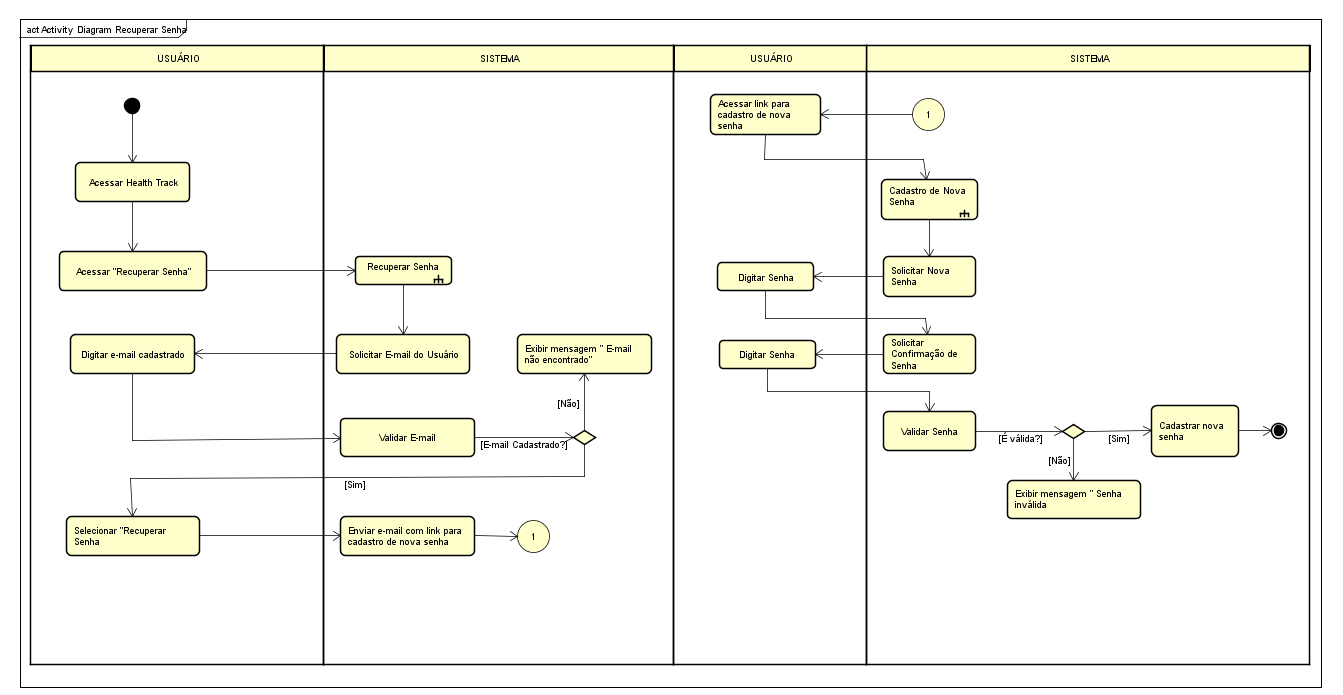 act Activity Diagram Recuperar Senha
USUÁRIO
SISTEMA
USUÁRIO
SISTEMA
Acessar Health Track
Acessar "Recuperar Senha"
Recuperar Senha
Solicitar E-mail do Usuário
Digitar e-mail cadastrado
Exibir mensagem " E-mail
não encontrado"
[Não]
Validar E-mail
[E-mail Cadastrado?]
[Sim]
Selecionar "Recuperar
Senha
Enviar e-mail com link para
cadastro de nova senha
1
1
Acessar link para
cadastro de nova
senha
Cadastro de Nova
Senha
Solicitar Nova
Senha
Digitar Senha
Solicitar
Confirmação de
Senha
Digitar Senha
Validar Senha
[É válida?]
[Sim]
Cadastrar nova
senha
[Não]
Exibir mensagem " Senha
inválida